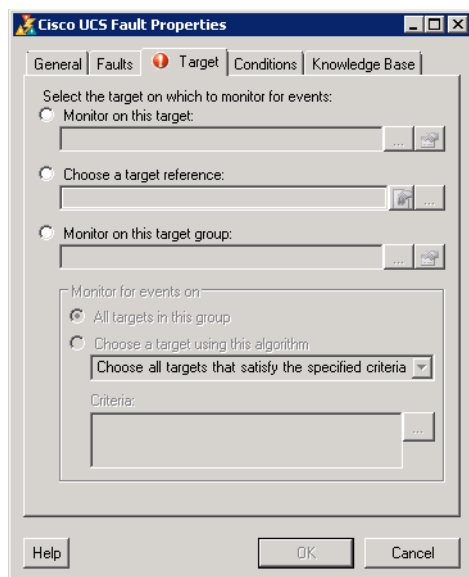 Cisco UCS Fault Properties
General Faults Target Conditions Knowledge Base
Select the target on which to monitor for events:
Monitor on this target:
...
Choose a target reference:
...
Monitor on this target group:
...
Monitor for events on
All targets in this group
Choose a target using this algorithm
Choose all targets that satisfy the specified criteria
Criteria:
...
Help OK Cancel